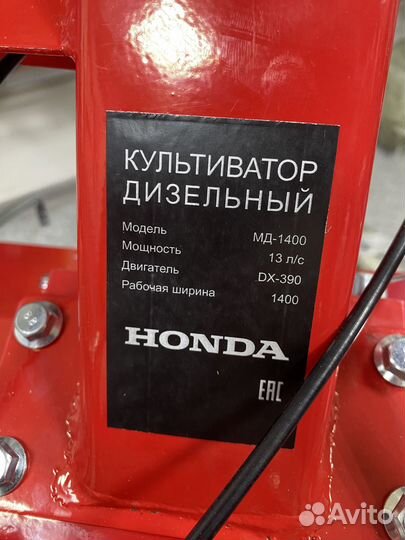 КУЛЬТИВАТОР
ДИЗЕЛЬНЫЙ
Модель МД-1400
Мощность 13 л/с
Двигатель DX-390
Рабочая ширина 1400
HONDA
EAC
Avito